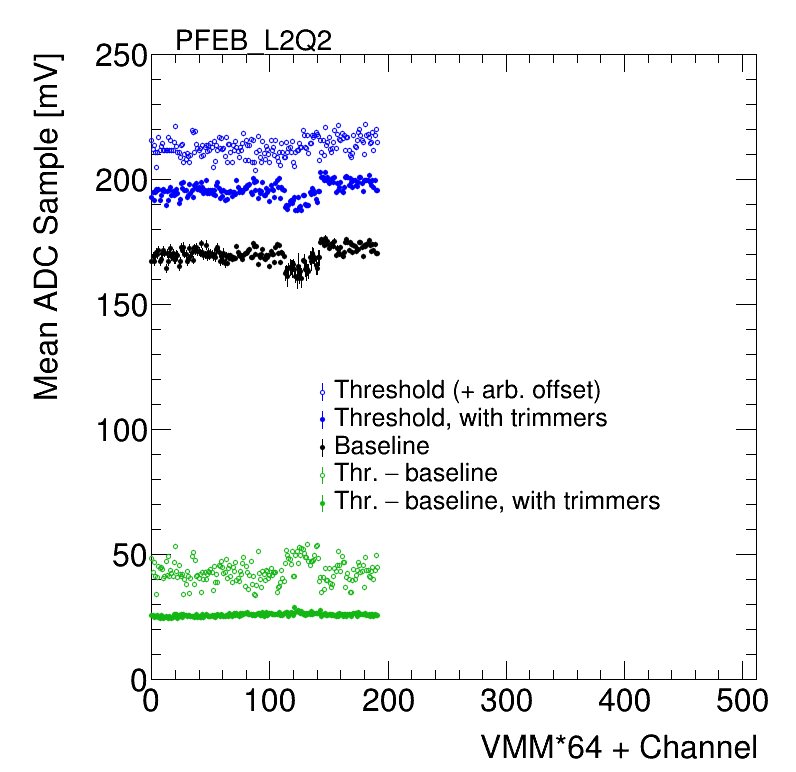 PFEB_L2Q2
Mean ADC Sample [mV]
250
200
150
100
50
0
Threshold (+ arb. offset)
Threshold, with trimmers
Baseline
Thr. – baseline
Thr. – baseline, with trimmers
0 100 200 300 400 500
VMM*64 + Channel